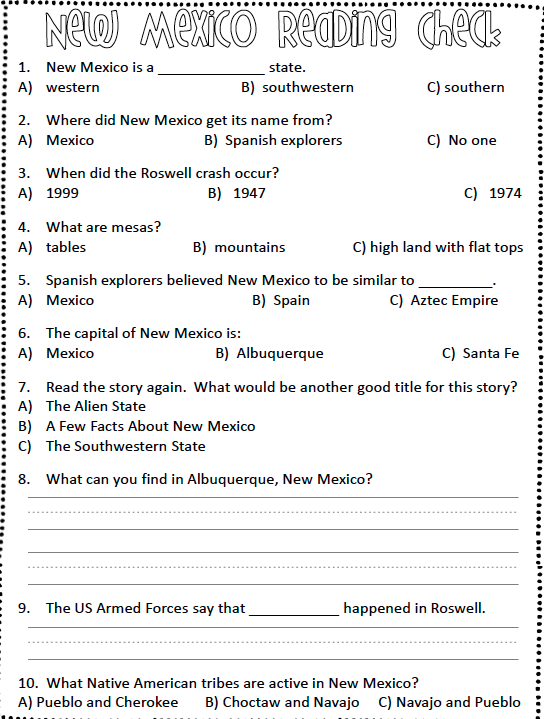 New Mexico Reading Check
1. New Mexico is a ______________ state.
A) western B) southwestern C) southern
2. Where did New Mexico get its name from?
A) Mexico B) Spanish explorers C) No one
3. When did the Roswell crash occur?
A) 1999 B) 1947 C) 1974
4. What are mesas?
A) tables B) mountains C) high land with flat tops
5. Spanish explorers believed New Mexico to be similar to __________.
A) Mexico B) Spain C) Aztec Empire
6. The capital of New Mexico is:
A) Mexico B) Albuquerque C) Santa Fe
7. Read the story again. What would be another good title for this story?
A) The Alien State
B) A Few Facts About New Mexico
C) The Southwestern State
8. What can you find in Albuquerque, New Mexico?
9. The US Armed Forces say that ____________ happened in Roswell.
10. What Native American tribes are active in New Mexico?
A) Pueblo and Cherokee B) Choctaw and Navajo C) Navajo and Pueblo